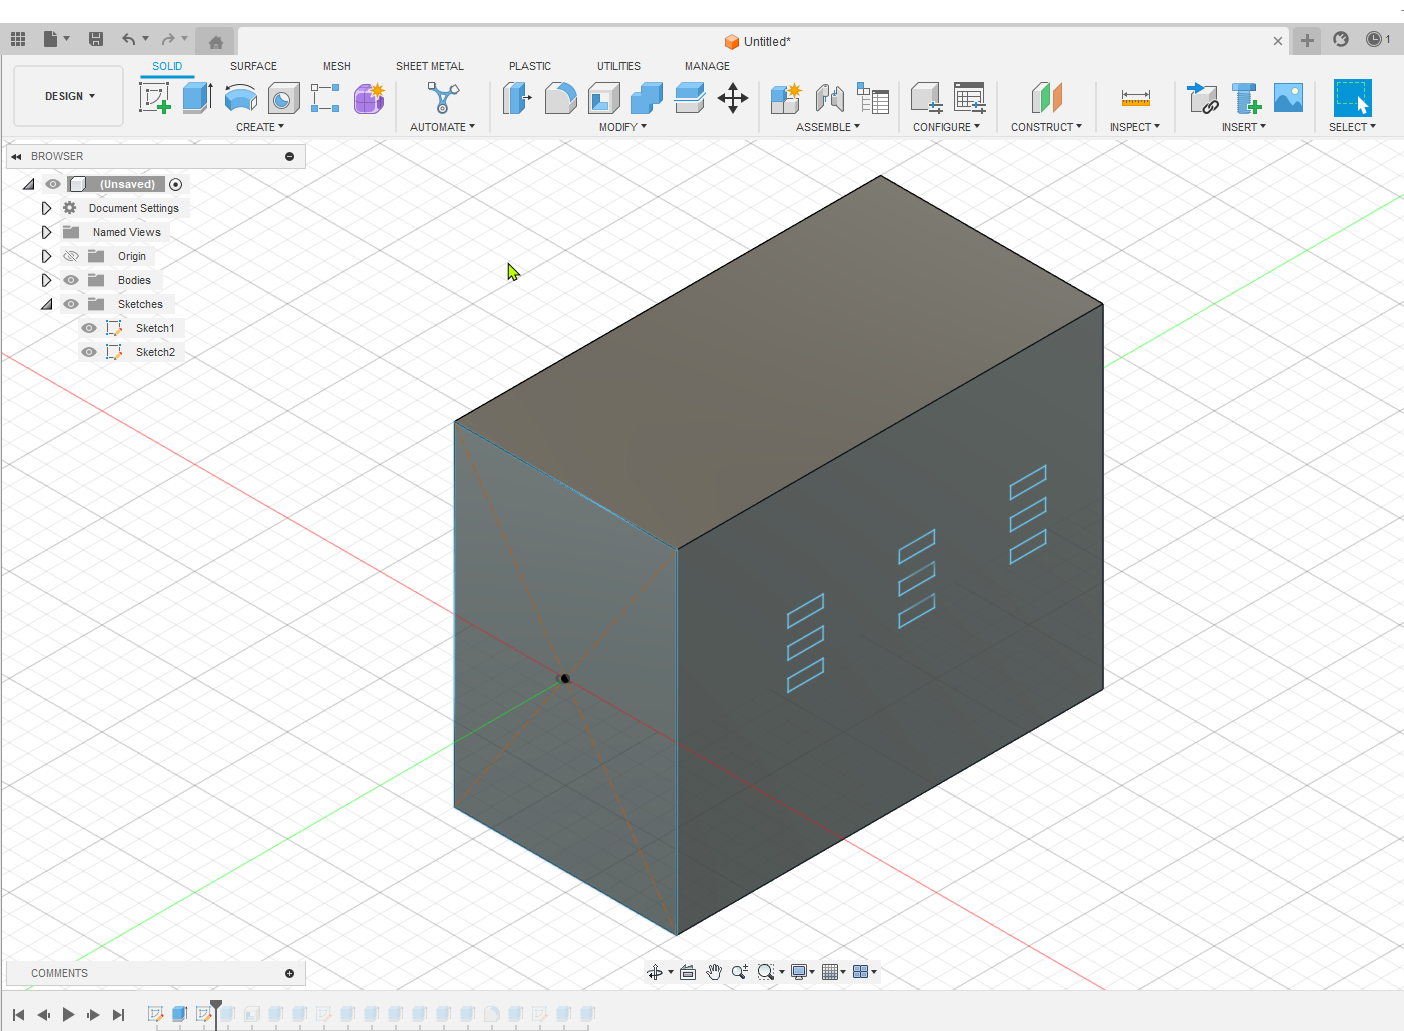 Untitled*
1
SOLID SURFACE MESH SHEET METAL PLASTIC UTILITIES MANAGE
DESIGN
CREATE AUTOMATE MODIFY ASSEMBLE CONFIGURE CONSTRUCT INSPECT INSERT SELECT
BROWSER
(Unsaved)
Document Settings
Named Views
Origin
Bodies
Sketches
Sketch1
Sketch2
COMMENTS